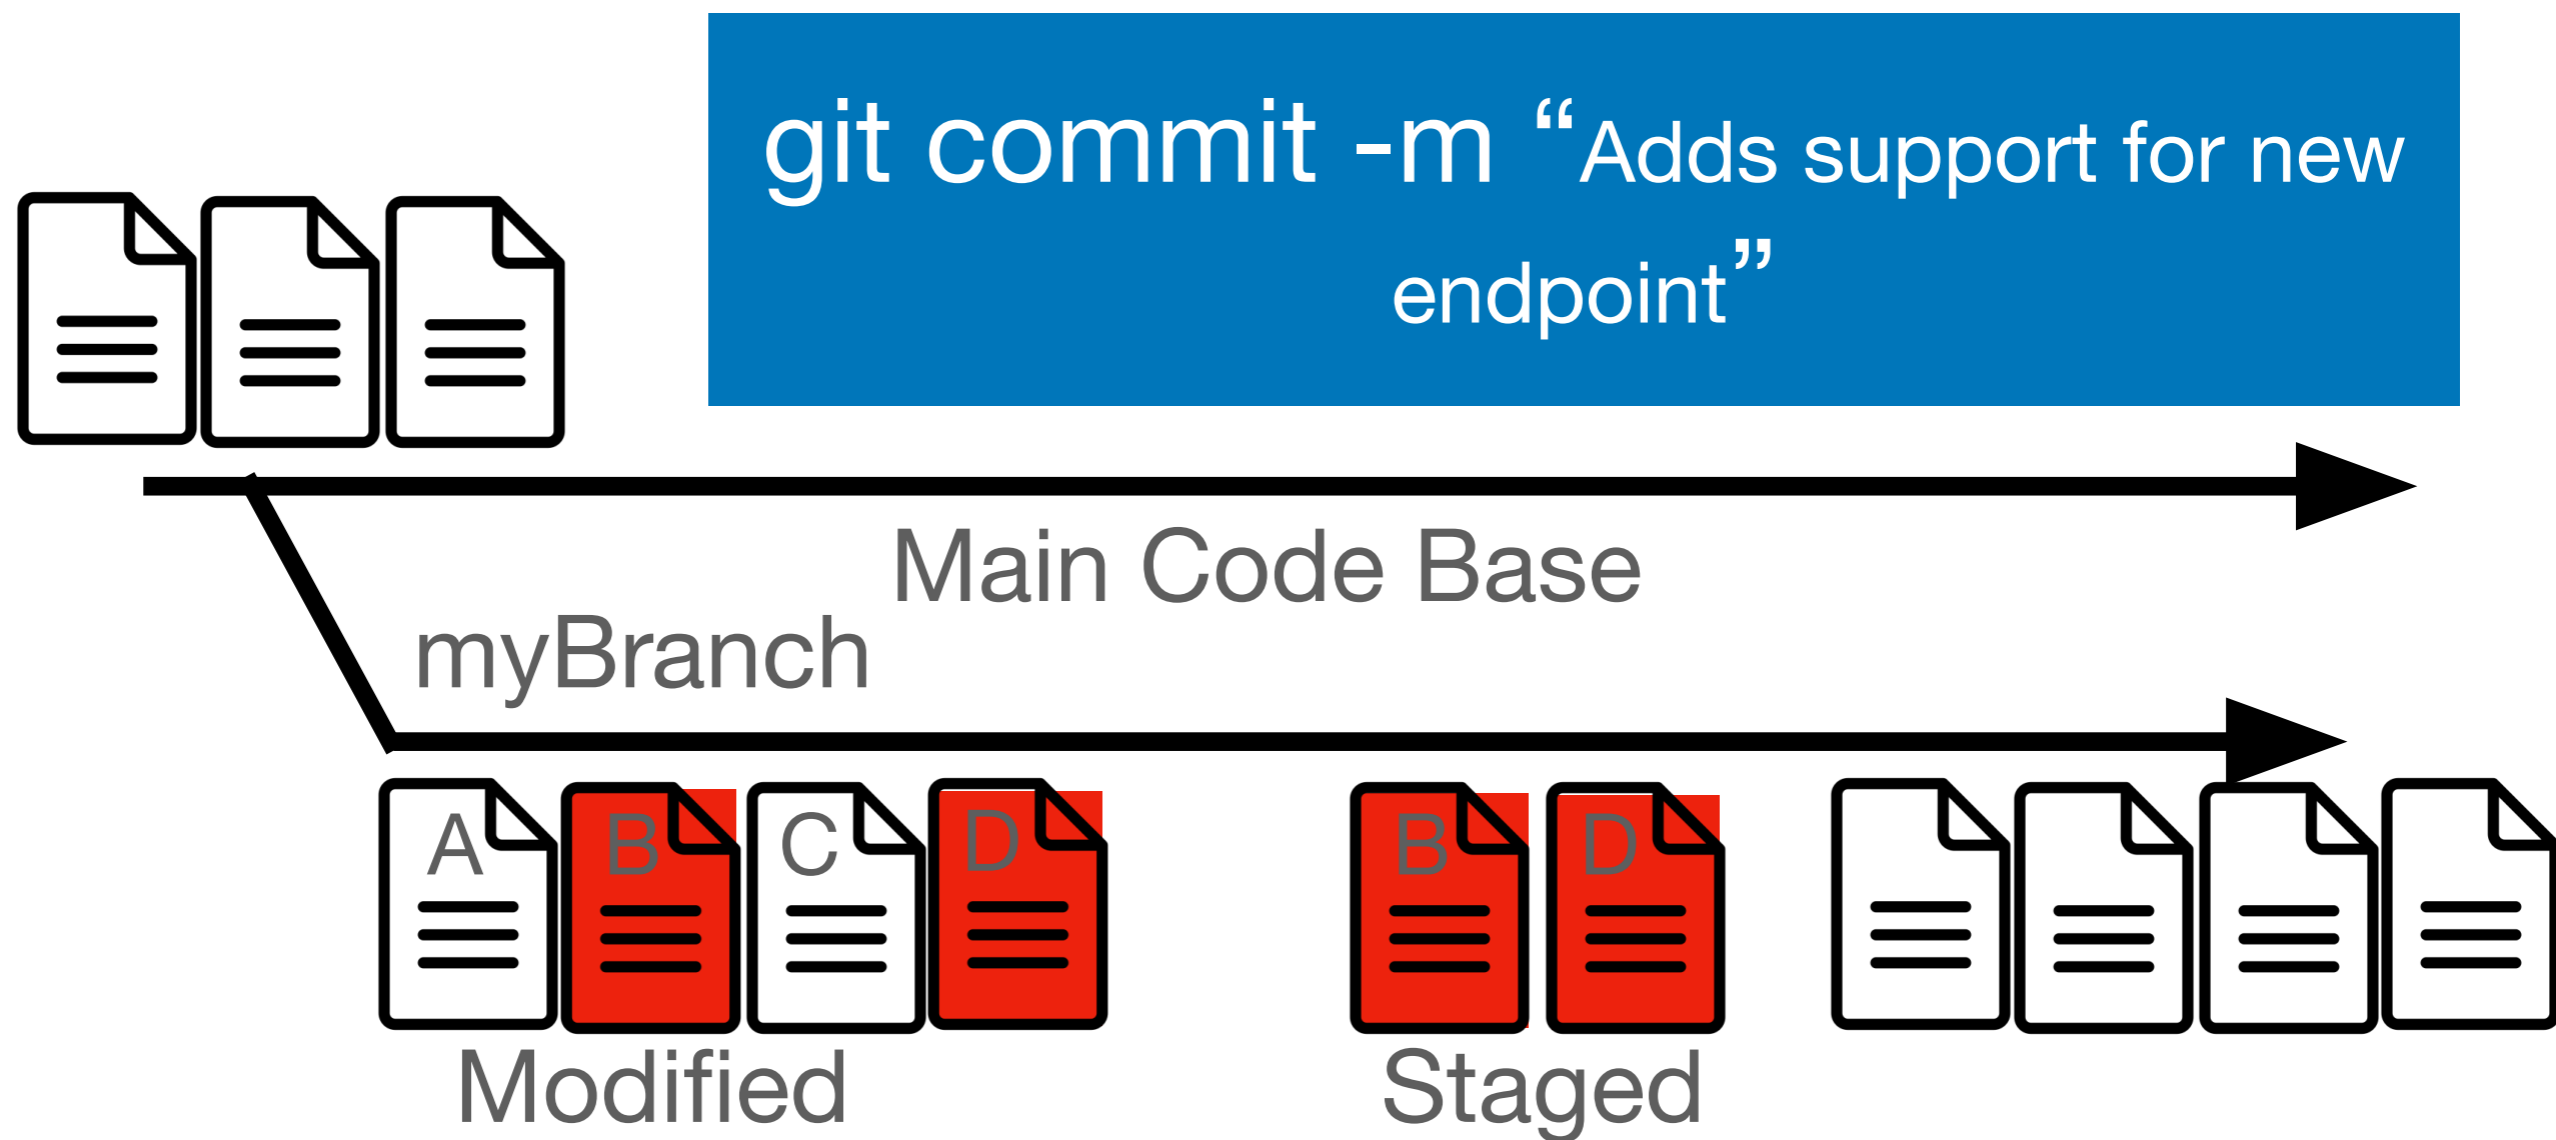 git commit -m “Adds support for new
endpoint”
Main Code Base
myBranch
A B C D B D
Modified Staged